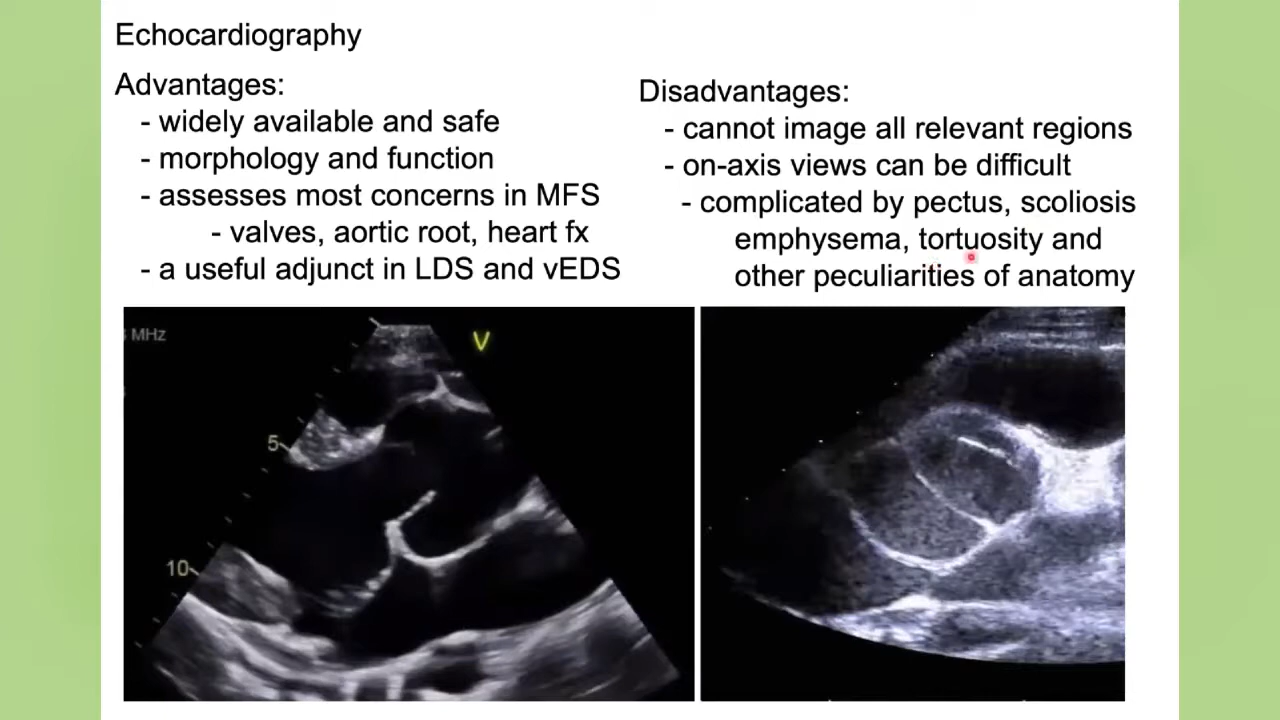 Echocardiography
Advantages:
- widely available and safe
- morphology and function
- assesses most concerns in MFS
- valves, aortic root, heart fx
- a useful adjunct in LDS and vEDS
Disadvantages:
- cannot image all relevant regions
- on-axis views can be difficult
- complicated by pectus, scoliosis
emphysema, tortuosity and
other peculiarities of anatomy
MHz
V
5
10